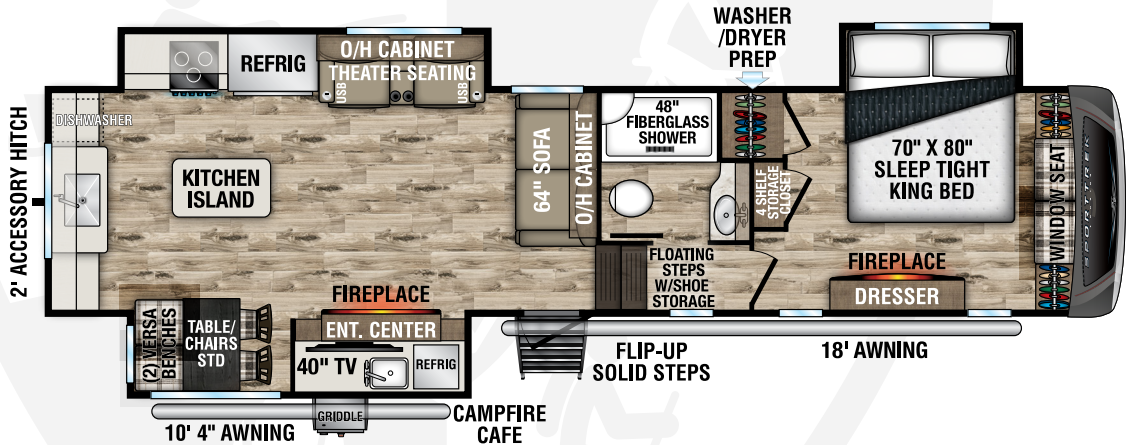 WASHER
/DRYER
PREP
O/H CABINET
THEATER SEATING
USB
USB
REFRIG
DISHWASHER
2' ACCESSORY HITCH
KITCHEN
ISLAND
64" SOFA
O/H CABINET
48"
FIBERGLASS
SHOWER
4 SHELF
STORAGE
CLOSET
70" X 80"
SLEEP TIGHT
KING BED
WINDOW SEAT
SPORTTREK
FLOATING
STEPS
W/SHOE
STORAGE
FIREPLACE
DRESSER
FIREPLACE
ENT. CENTER
40" TV
REFRIG
(2) VERSA
BENCHES
TABLE/
CHAIRS
STD
FLIP-UP
SOLID STEPS
18' AWNING
GRIDDLE
10' 4" AWNING
CAMPFIRE
CAFE